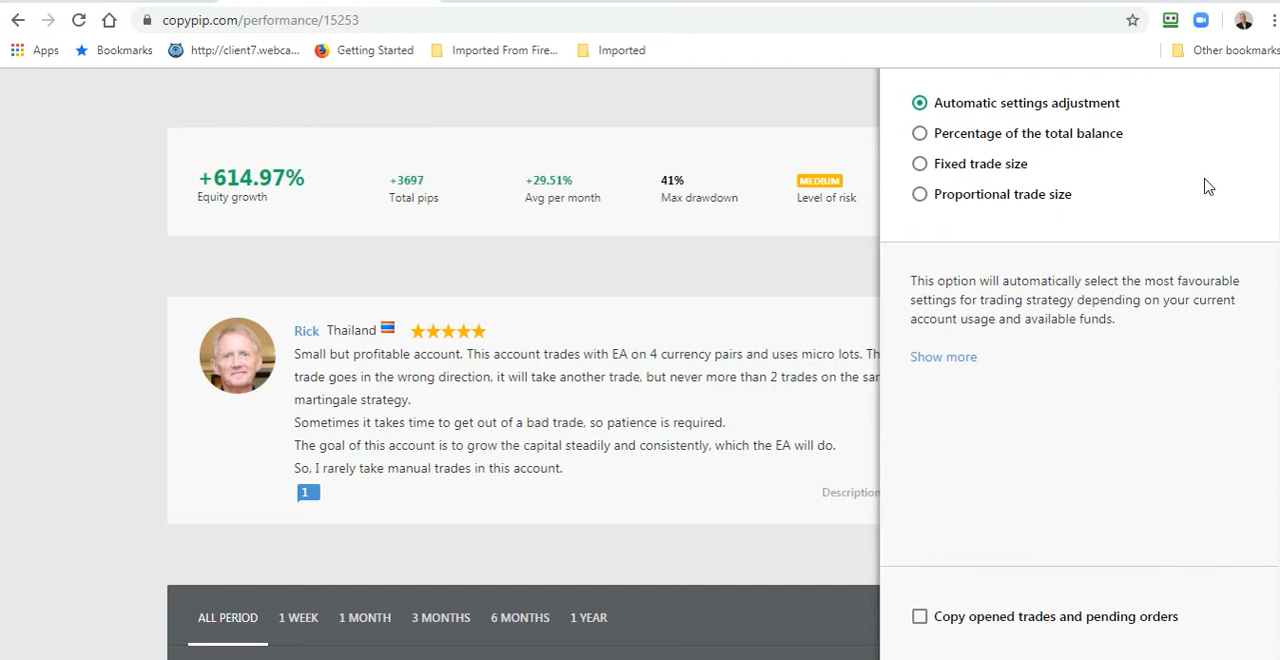 copypip.com/performance/15253
Apps Bookmarks http://client7.webca... Getting Started Imported From Fire... Imported Other bookmarks
+614.97%
Equity growth
+3697
Total pips
+29.51%
Avg per month
41%
Max drawdown
MEDIUM
Level of risk
Rick Thailand
Small but profitable account. This account trades with EA on 4 currency pairs and uses micro lots.
trade goes in the wrong direction, it will take another trade, but never more than 2 trades on the
martingale strategy.
Sometimes it takes time to get out of a bad trade, so patience is required.
The goal of this account is to grow the capital steadily and consistently, which the EA will do.
So, I rarely take manual trades in this account.
1
Description
ALL PERIOD 1 WEEK 1 MONTH 3 MONTHS 6 MONTHS 1 YEAR
Automatic settings adjustment
Percentage of the total balance
Fixed trade size
Proportional trade size
This option will automatically select the most favourable
settings for trading strategy depending on your current
account usage and available funds.
Show more
Copy opened trades and pending orders